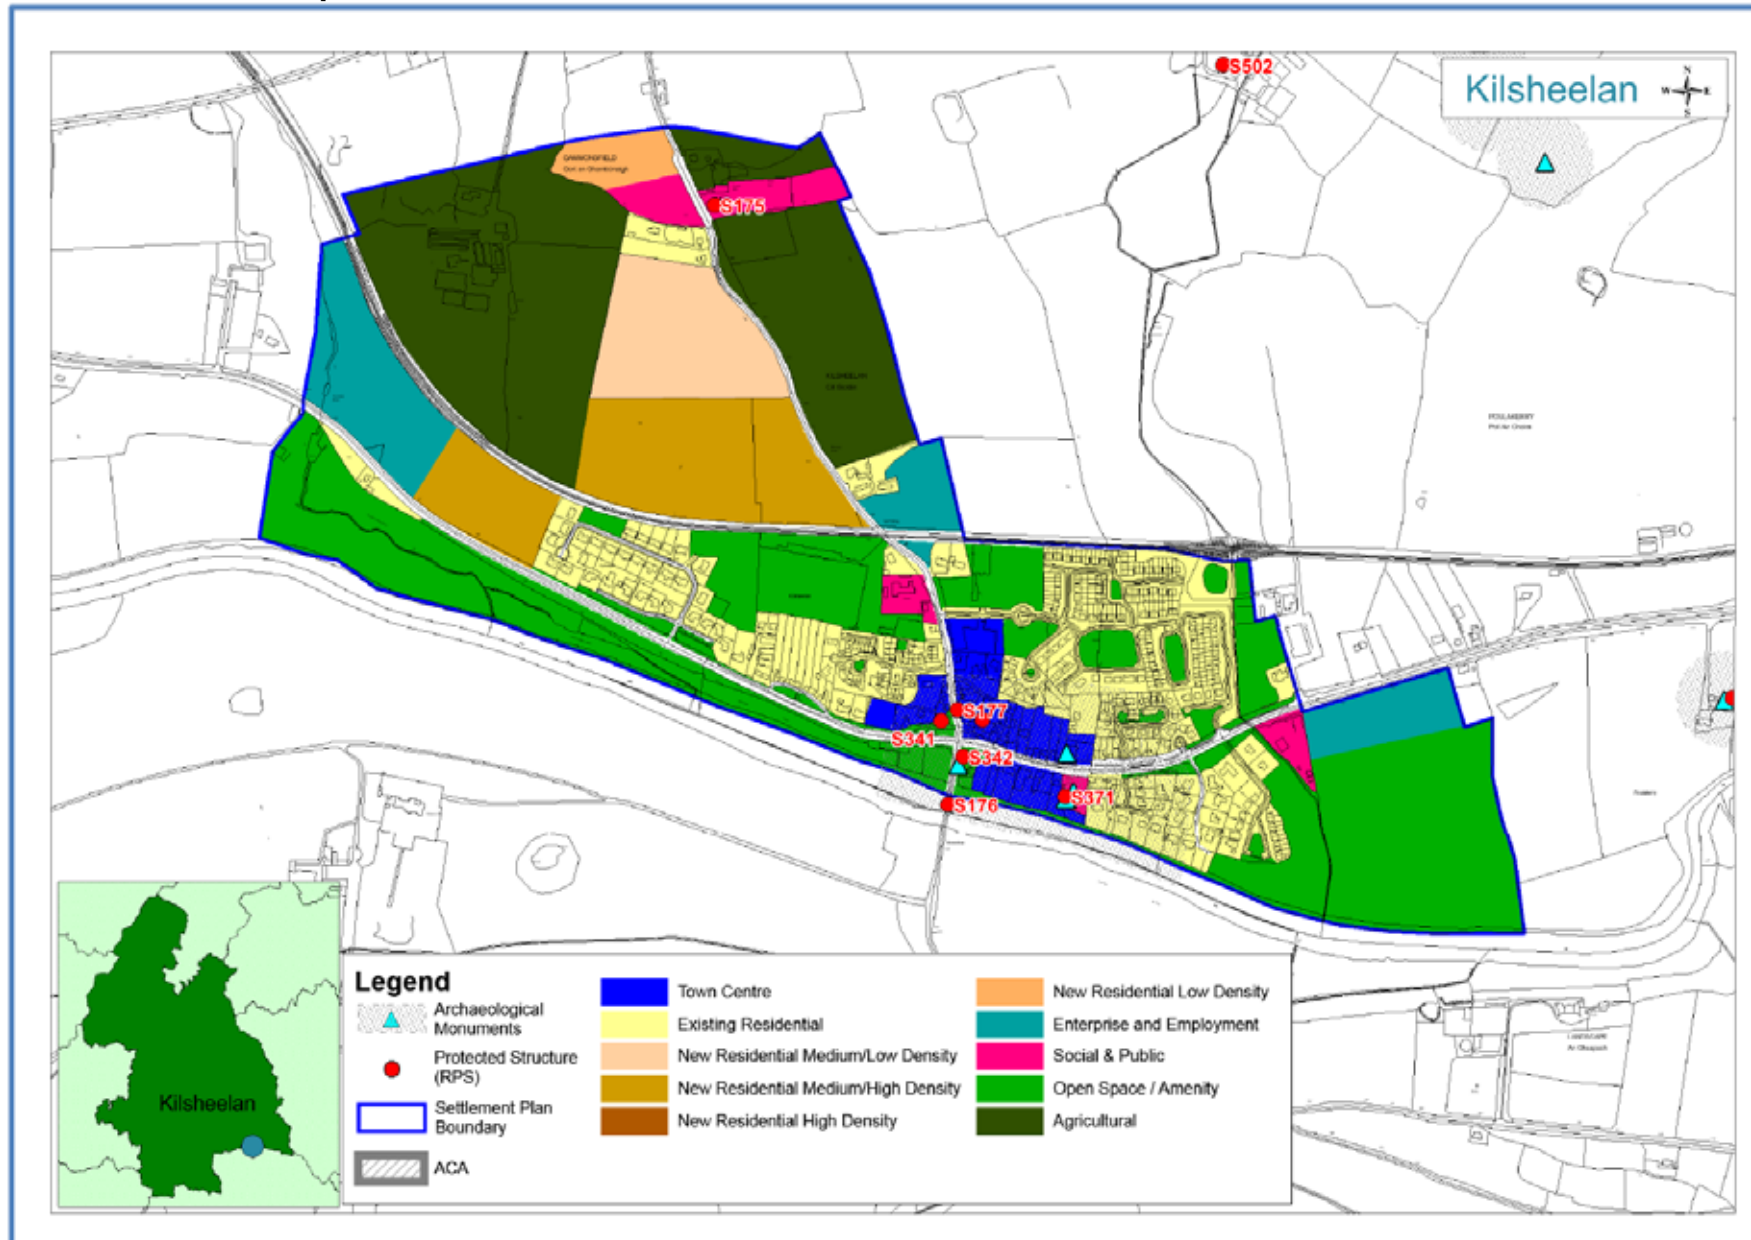 S502
Kilsheelan
N
W E
S
S175
S177
S341
S342
S371
S176
Kilsheelan
Legend
Archaeological
Monuments
Protected Structure
(RPS)
Settlement Plan
Boundary
ACA
Town Centre
Existing Residential
New Residential Medium/Low Density
New Residential Medium/High Density
New Residential High Density
New Residential Low Density
Enterprise and Employment
Social & Public
Open Space / Amenity
Agricultural